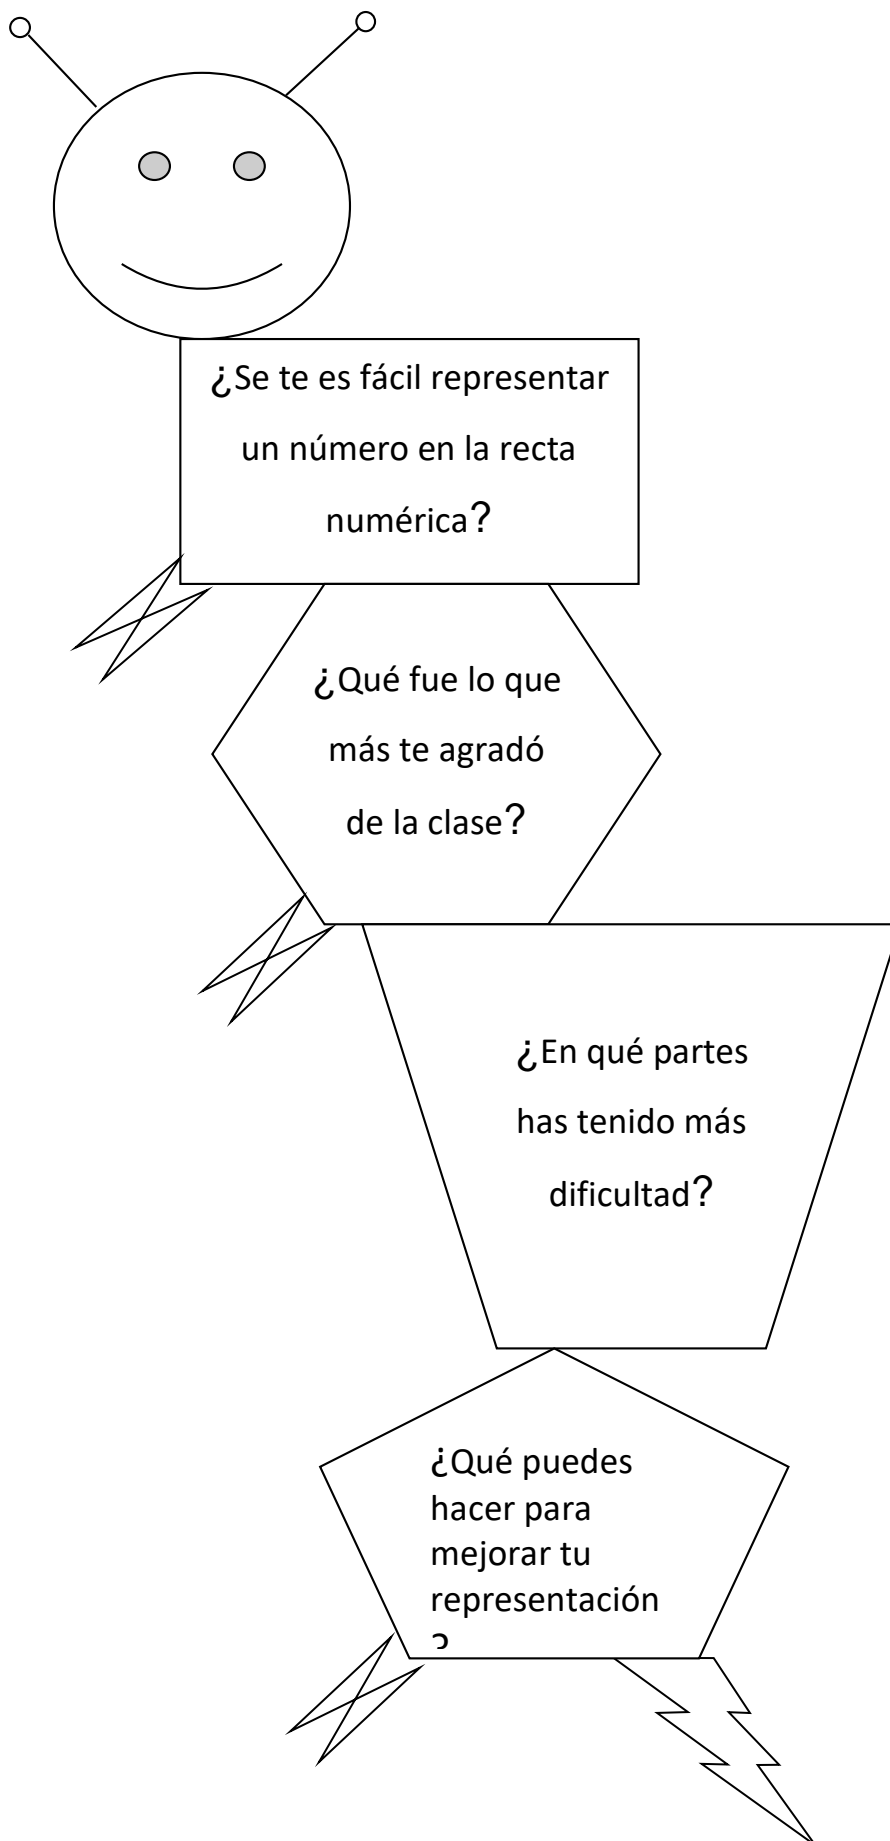 ¿Se te es fácil representar
un número en la recta
numérica?
¿Qué fue lo que
más te agradó
de la clase?
¿En qué partes
has tenido más
dificultad?
¿Qué puedes
hacer para
mejorar tu
representación
?